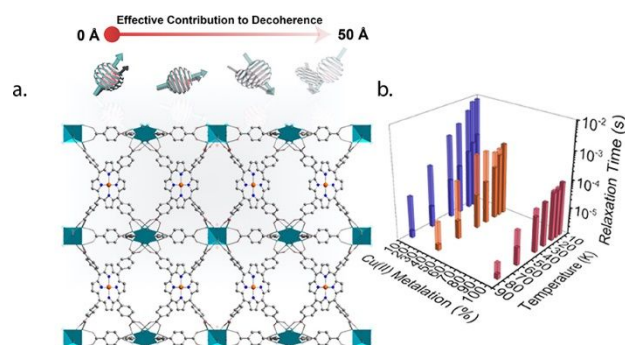 Effective Contribution to Decoherence
0 Å
50 Å
a.
b.
10⁻²
10⁻³
10⁻⁴
10⁻⁵
Relaxation Time (s)
Cu(II) Metalation (%)
Temperature (K)